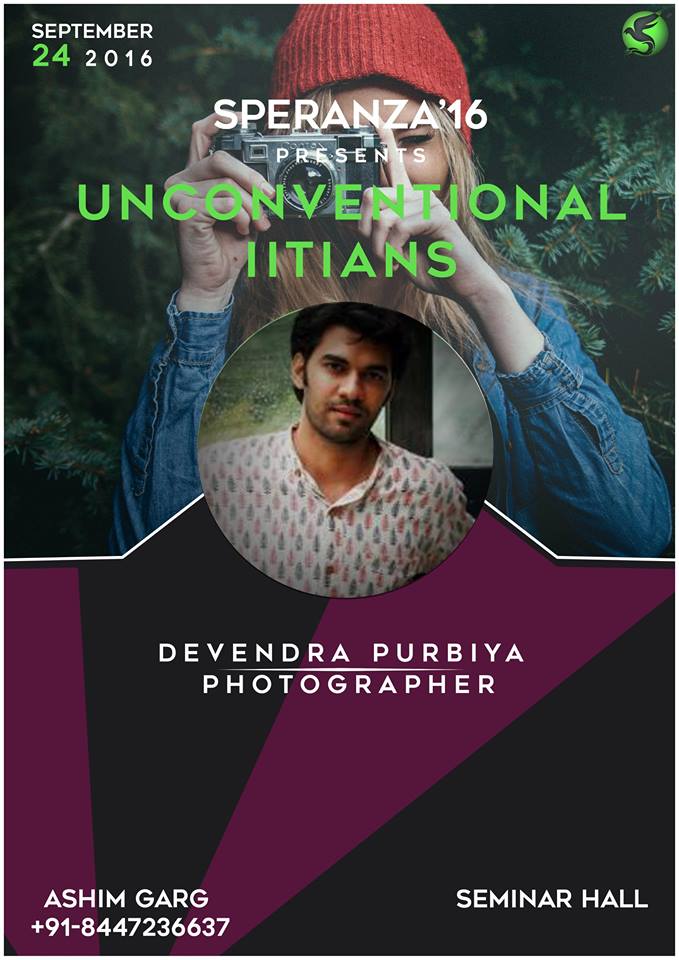 SEPTEMBER
24 2016
SPERANZA'16
PRESENTS
UNCONVENTIONAL
IITIANS
DEVENDRA PURBIYA
PHOTOGRAPHER
ASHIM GARG
+91-8447236637
SEMINAR HALL